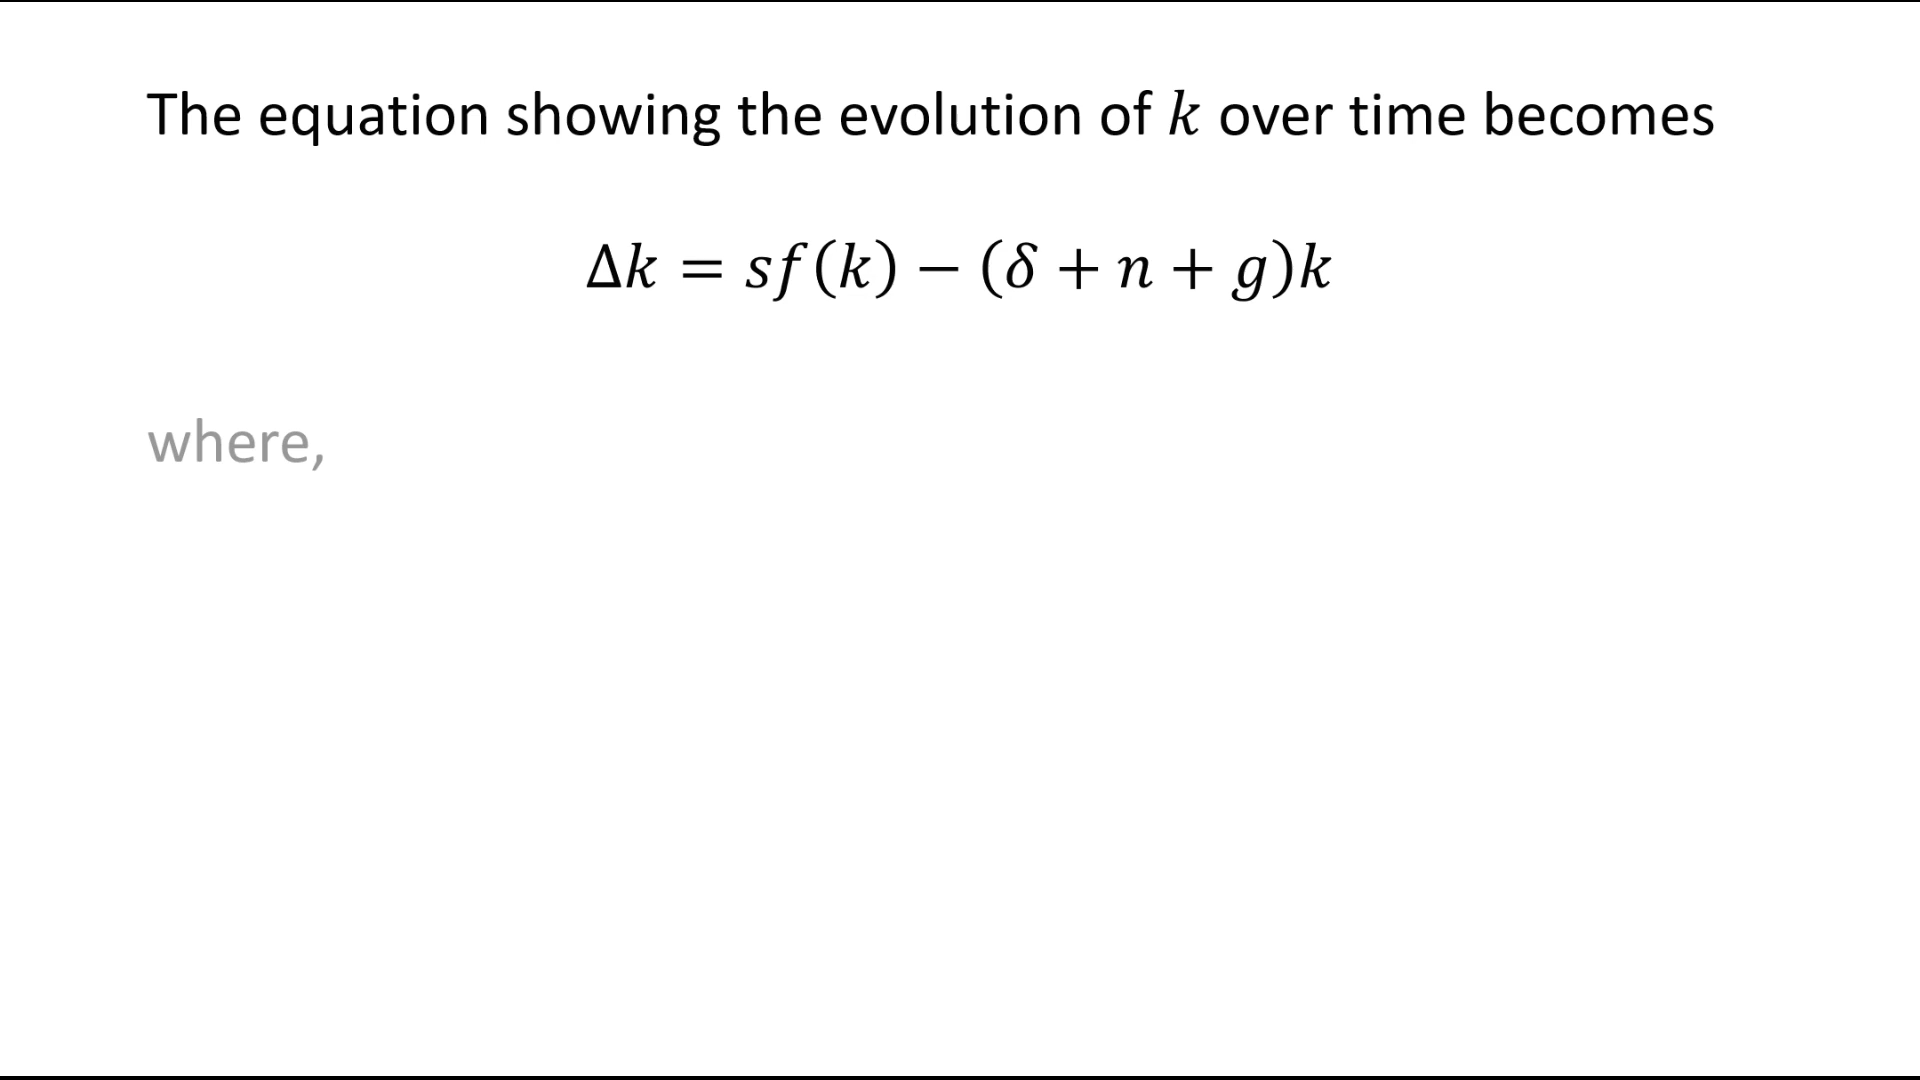 The equation showing the evolution of k over time becomes
Δk = sf(k) − (δ + n + g)k
where,